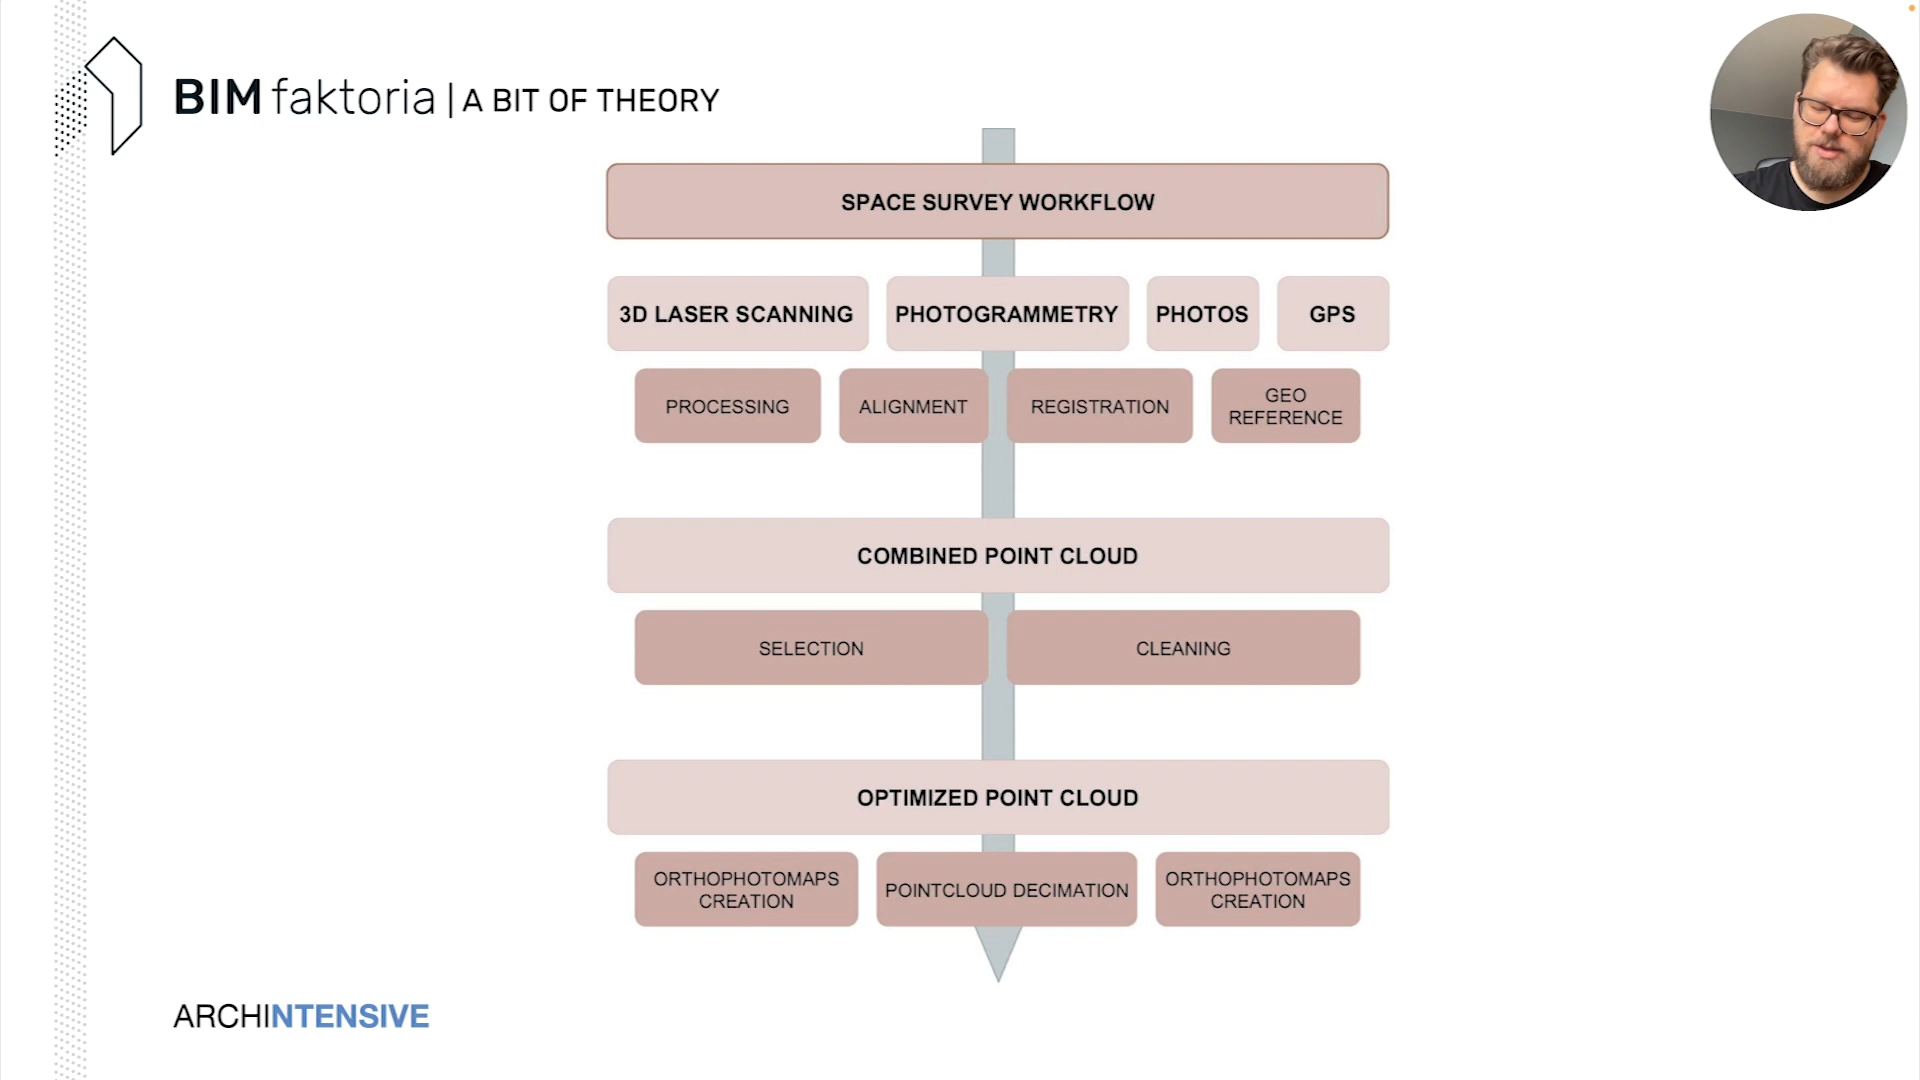 BIM faktoria | A BIT OF THEORY
SPACE SURVEY WORKFLOW
3D LASER SCANNING PHOTOGRAMMETRY PHOTOS GPS
PROCESSING ALIGNMENT REGISTRATION GEO
REFERENCE
COMBINED POINT CLOUD
SELECTION CLEANING
OPTIMIZED POINT CLOUD
ORTHOPHOTOMAPS
CREATION
POINTCLOUD DECIMATION
ORTHOPHOTOMAPS
CREATION
ARCHINTENSIVE